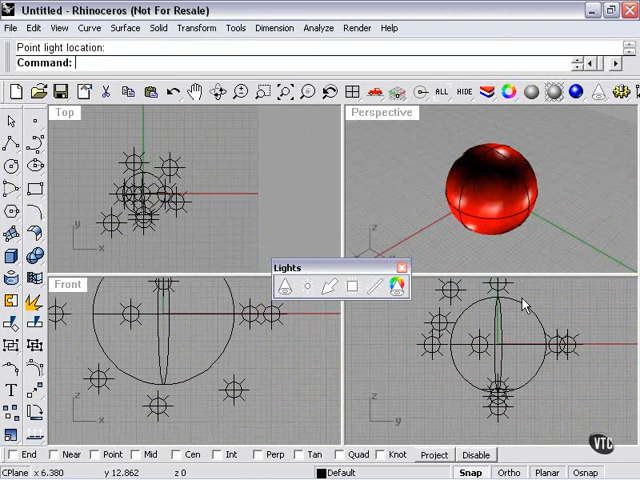 Untitled - Rhinoceros (Not For Resale)
File Edit View Curve Surface Solid Transform Tools Dimension Analyze Render Help
Point light location:
Command:
ALL HIDE
Top
Perspective
y
x
z
x
Lights
Front
Right
z
x
z
y
T
VTC
End Near Point Mid Cen Int Perp Tan Quad Knot Project Disable
CPlane x 6.380 y 12.862 z 0 Default Snap Ortho Planar Osnap